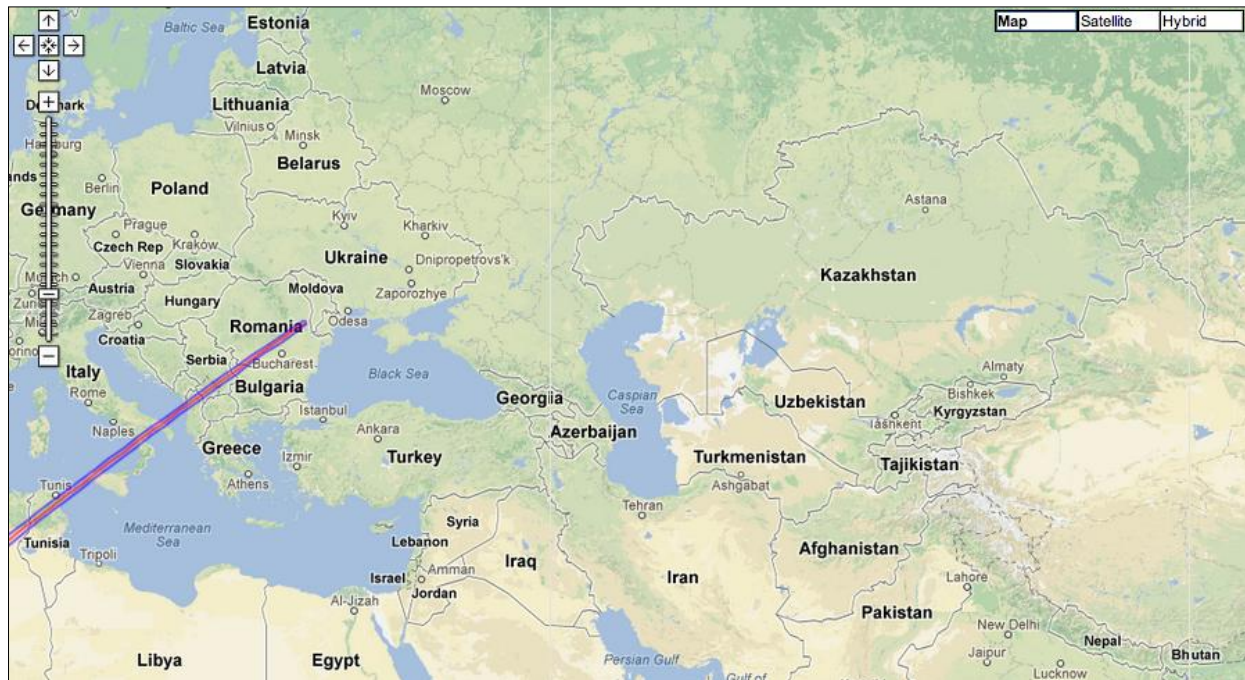 Baltic Sea
Estonia
Map
Satellite
Hybrid
Latvia
Moscow
Lithuania
Vilnius
Minsk
Belarus
Berlin
Poland
Astana
Prague
Kyiv
Kharkiv
Czech Rep
Kraków
Slovakia
Ukraine
Dnipropetrovs'k
Vienna
Kazakhstan
Austria
Moldova
Zaporozhye
Hungary
Zagreb
Odesa
Romania
Croatia
Serbia
Bucharest
Almaty
Italy
Black Sea
Bishkek
Bulgaria
Rome
Georgia
Caspian
Sea
Uzbekistan
Kyrgyzstan
Istanbul
Naples
Ankara
Azerbaijan
Greece
Izmir
Turkey
Turkmenistan
Tajikistan
Athens
Ashgabat
Tunis
Tehran
Mediterranean
Sea
Syria
Tunisia
Tripoli
Lebanon
Iraq
Afghanistan
Israel
Amman
Iran
Lahore
Jordan
Al-Jizah
Pakistan
New Delhi
Nepal
Libya
Egypt
Persian Gulf
Jaipur
Bhutan
Gulf of
Lucknow